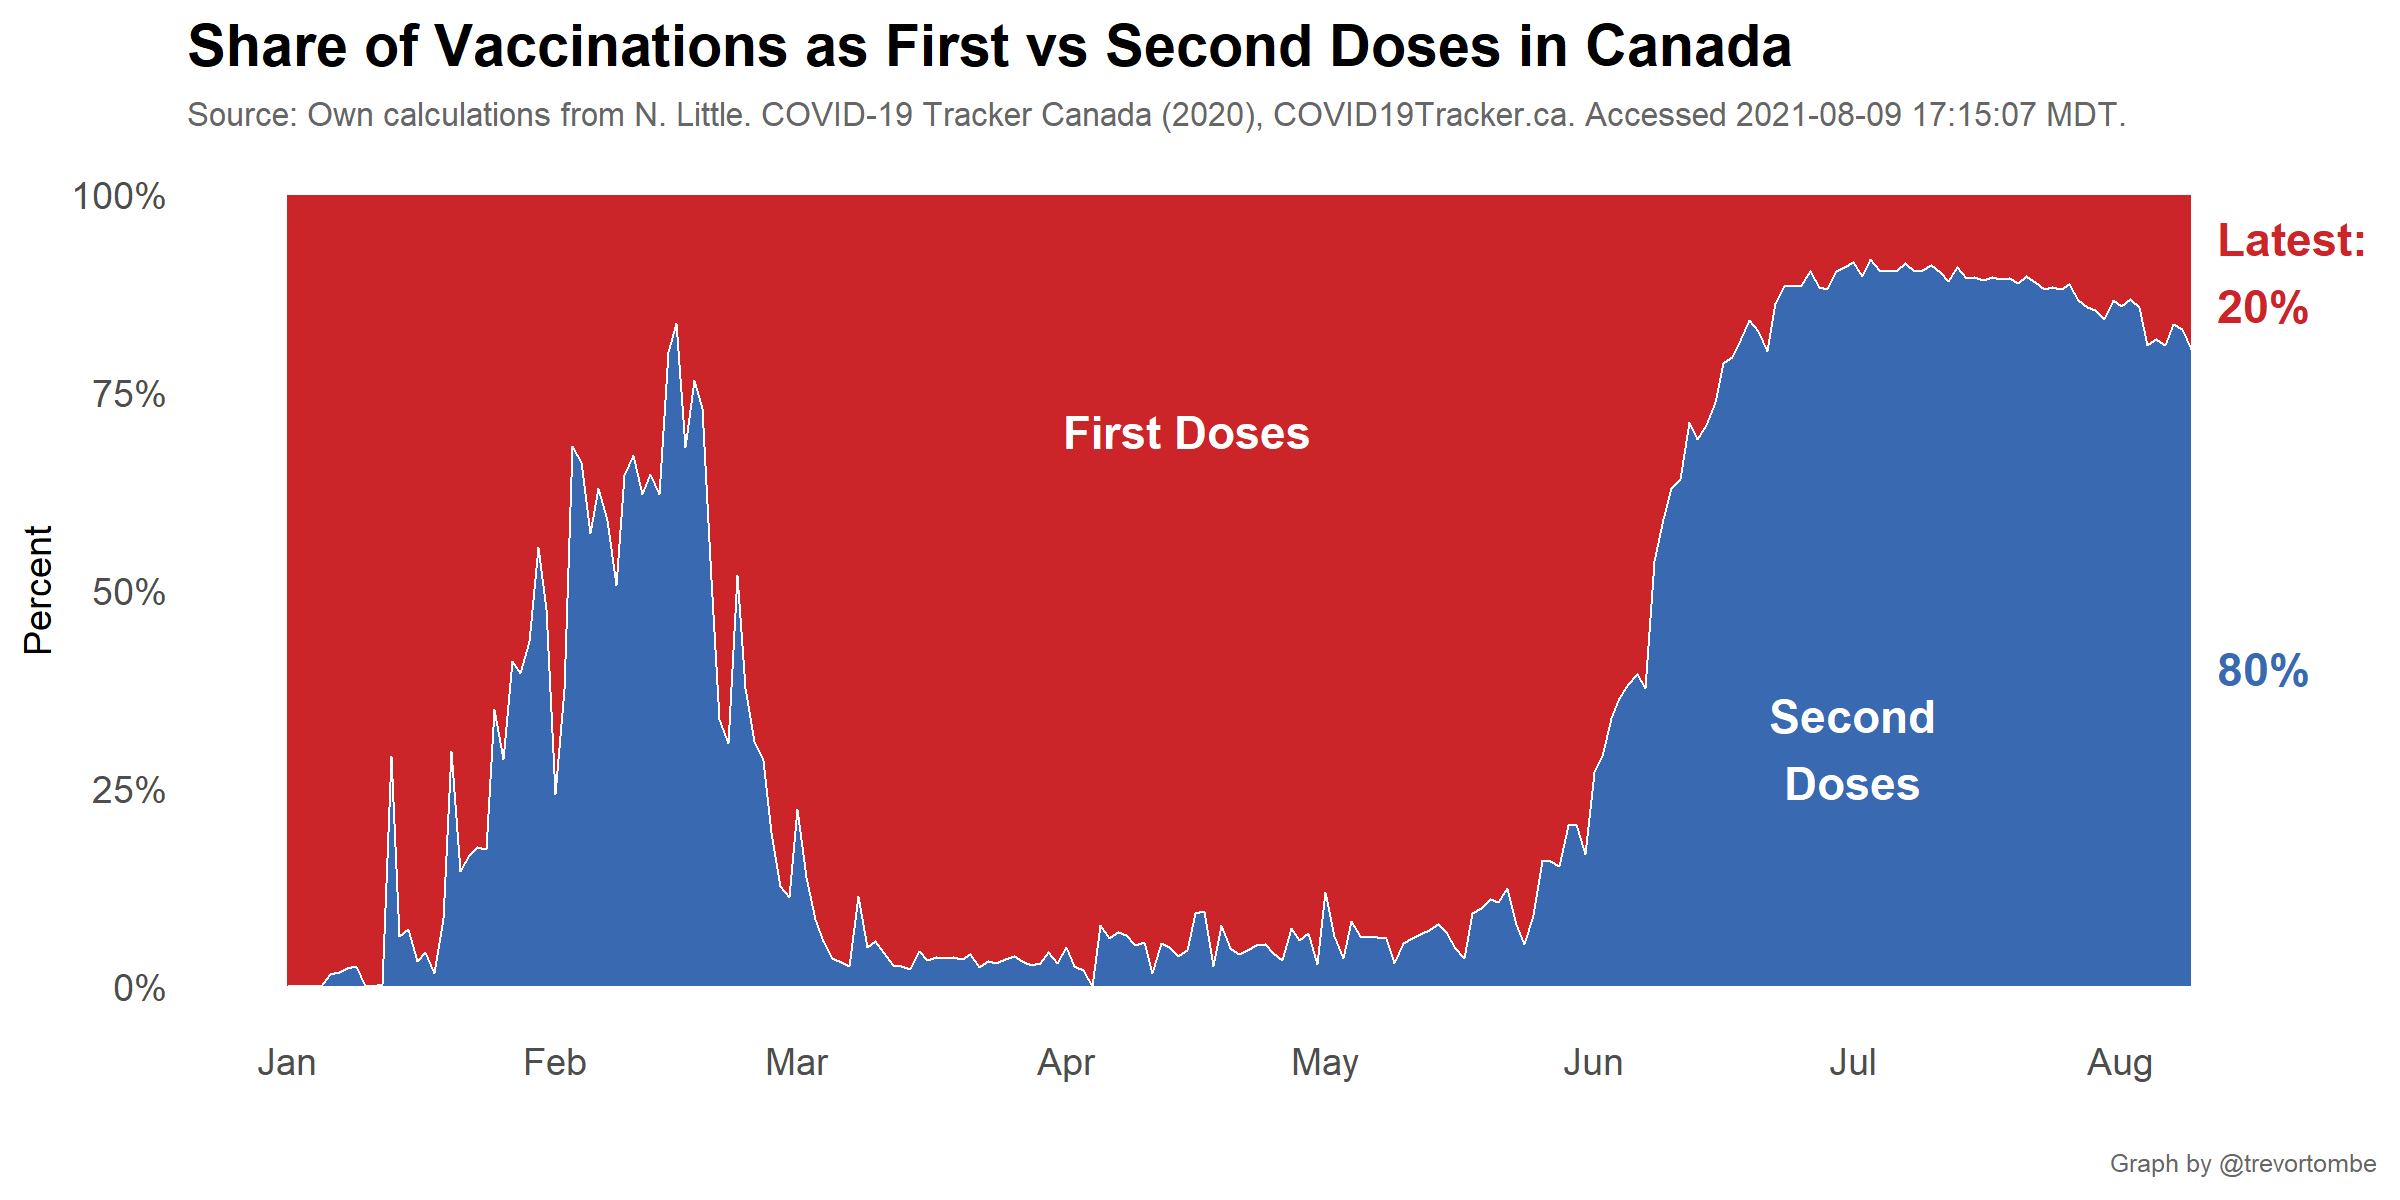 Share of Vaccinations as First vs Second Doses in Canada
Source: Own calculations from N. Little. COVID-19 Tracker Canada (2020), COVID19Tracker.ca. Accessed 2021-08-09 17:15:07 MDT.
100%
75%
50%
25%
0%
Percent
First Doses
Second
Doses
Latest:
20%
80%
Jan
Feb
Mar
Apr
May
Jun
Jul
Aug
Graph by @trevortombe